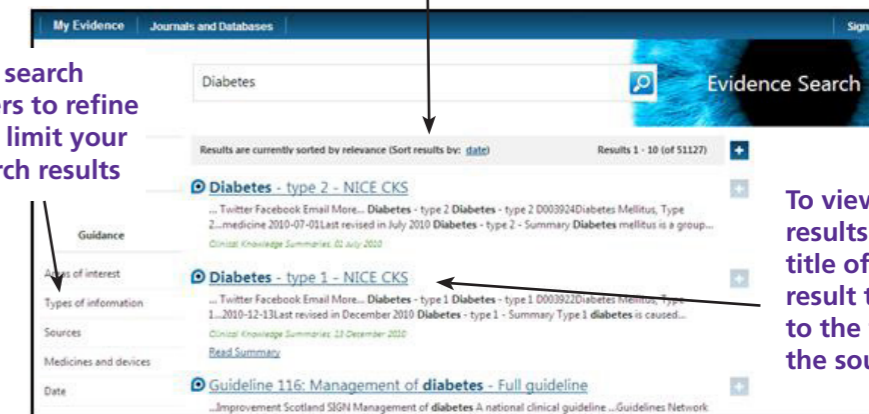 My Evidence Journals and Databases Sign
search
ers to refine
limit your
rch results
Diabetes
Evidence Search
Results are currently sorted by relevance (Sort results by: date) Results 1 - 10 (of 51127)
Diabetes - type 2 - NICE CKS
... Twitter Facebook Email More... Diabetes - type 2 Diabetes - type 2 D003924Diabetes Mellitus, Type
2...medicine 2010-07-01Last revised in July 2010 Diabetes - type 2 - Summary Diabetes mellitus is a group...
Clinical Knowledge Summaries, 01 July 2010
Guidance
Areas of interest
Types of information
Sources
Medicines and devices
Date
Diabetes - type 1 - NICE CKS
... Twitter Facebook Email More... Diabetes - type 1 Diabetes - type 1 D003922Diabetes Mellitus, Type
1...2010-12-13Last revised in December 2010 Diabetes - type 1 - Summary Type 1 diabetes is caused...
Clinical Knowledge Summaries, 13 December 2010
Read Summary
Guideline 116: Management of diabetes - Full guideline
...Improvement Scotland SIGN Management of diabetes A national clinical guideline ...Guidelines Network
To view
results
title of
result t
to the
the sou